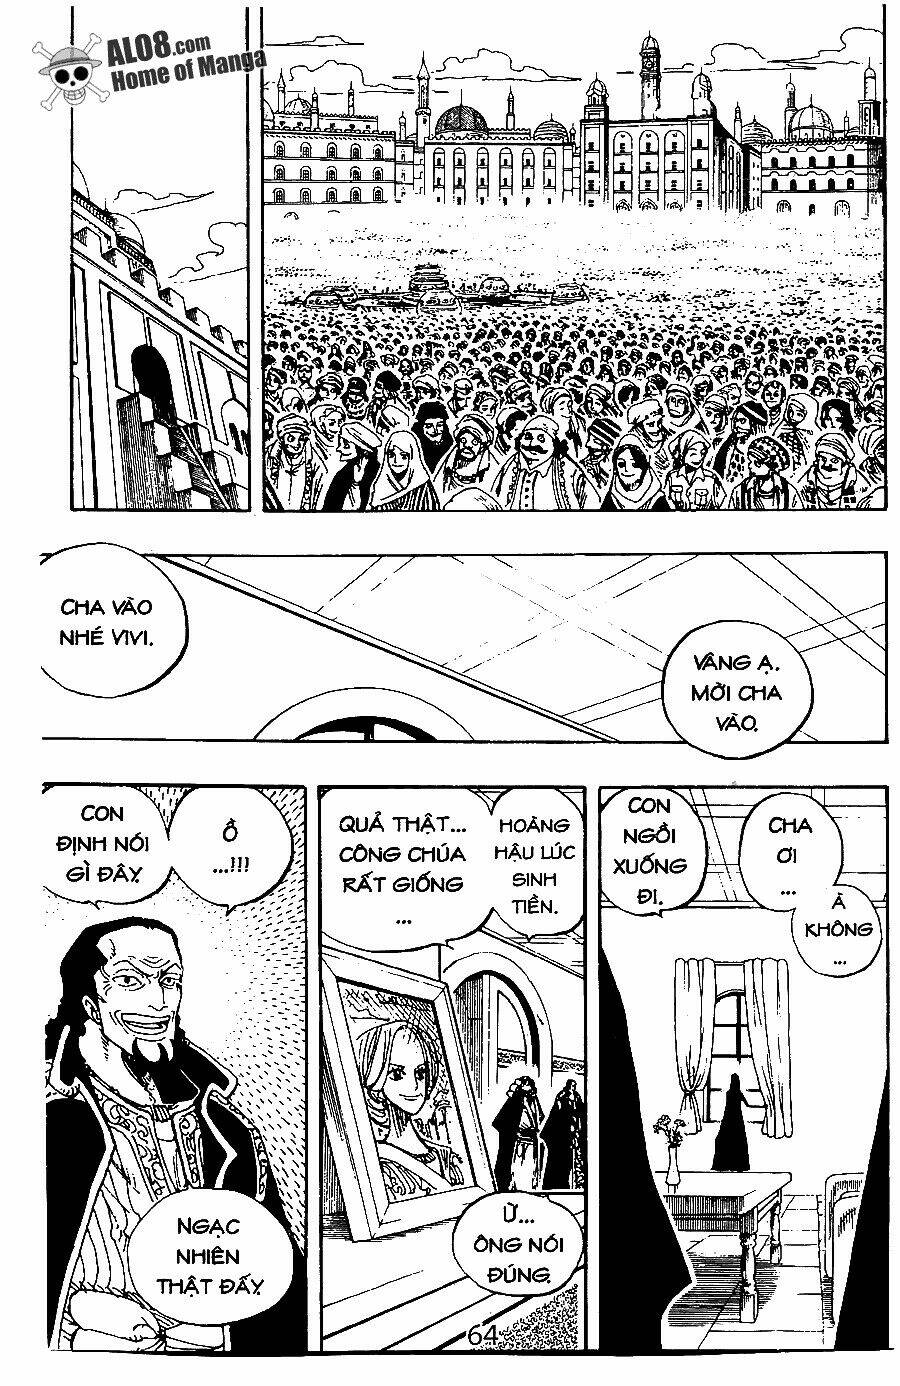 ALO8.com
Home of Manga
VÂNG Ạ.
MỜI CHA
VÀO.
CHA VÀO
NHÉ VIVI.
CHA
ƠI
...
À
KHÔNG
...
CON
NGỒI
XUỐNG
ĐI.
HOÀNG
HẬU LÚC
SINH
TIỀN.
QUẢ THẬT...
CÔNG CHÚA
RẤT GIỐNG
...
Ừ...
ÔNG NÓI
ĐÚNG.
Ồ
...!!!
CON
ĐỊNH NÓI
GÌ ĐÂY.
NGẠC
NHIÊN
THẬT ĐẤY.
64